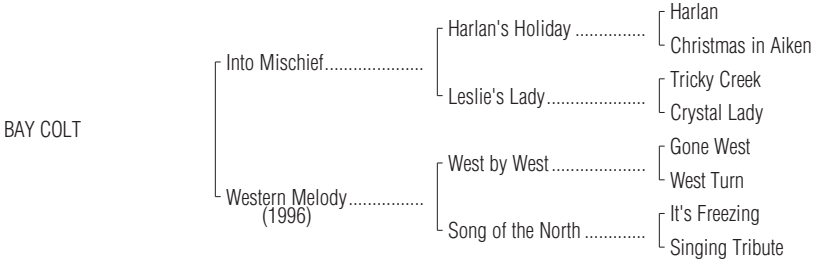 Harlan
Harlan's Holiday ...............
Christmas in Aiken
Into Mischief.....................
Tricky Creek
Leslie's Lady.....................
Crystal Lady
BAY COLT
Gone West
West by West....................
West Turn
Western Melody................
(1996)
It's Freezing
Song of the North .............
Singing Tribute